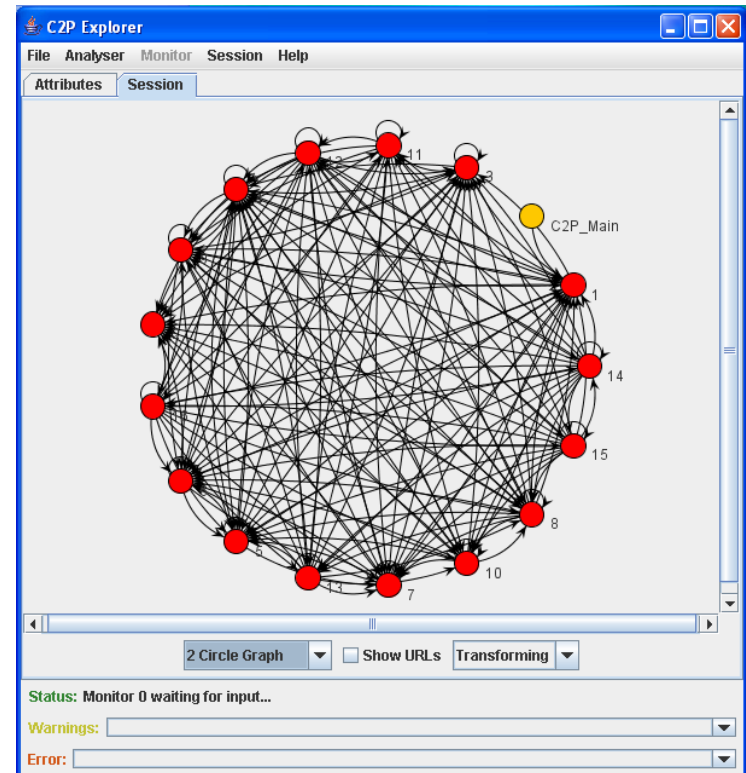 C2P Explorer
File Analyser Monitor Session Help
Attributes Session
11
3
C2P_Main
1
14
15
8
10
7
13
5
2 Circle Graph Show URLs Transforming
Status: Monitor 0 waiting for input...
Warnings:
Error: